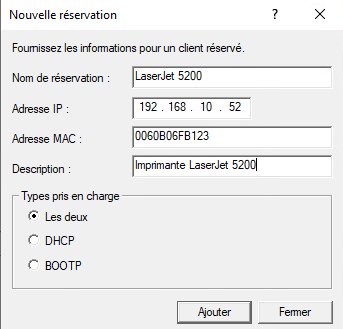 Nouvelle réservation ? ×
Fournissez les informations pour un client réservé.
Nom de réservation : LaserJet 5200
Adresse IP : 192 . 168 . 10 . 52
Adresse MAC : 0060B06FB123
Description : Imprimante LaserJet 5200
Types pris en charge
Les deux
DHCP
BOOTP
Ajouter Fermer